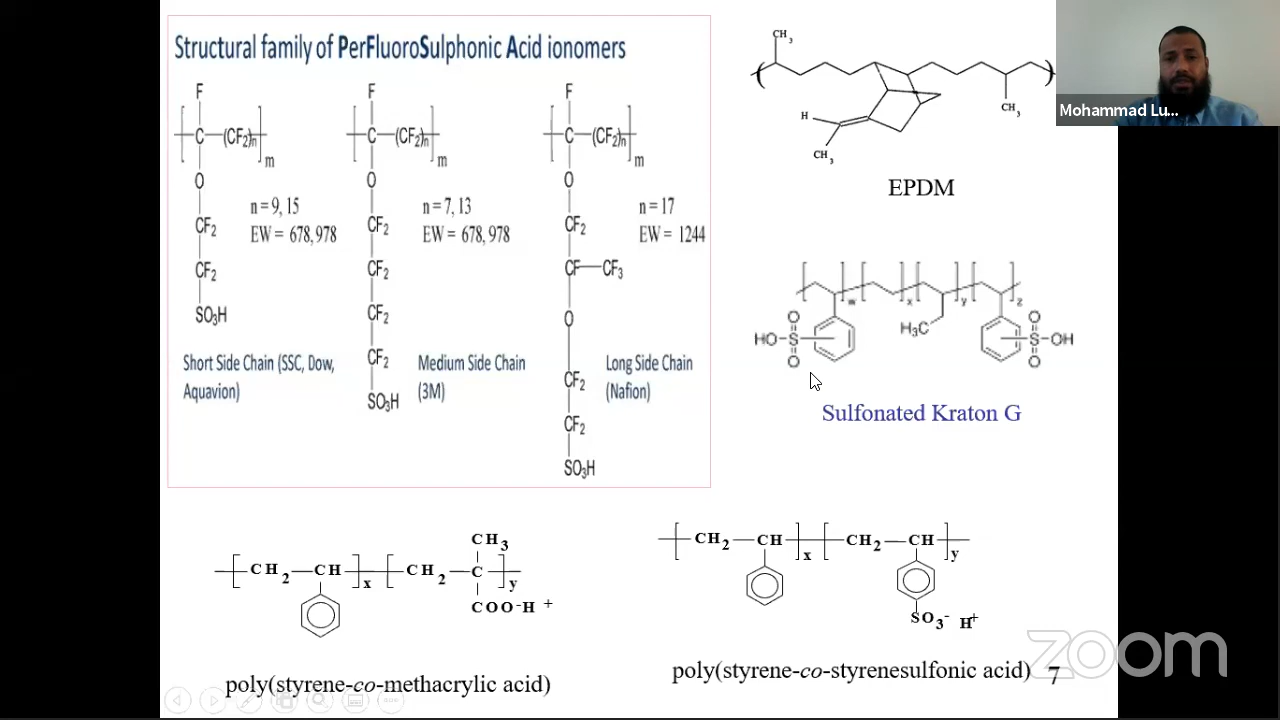 Structural family of PerFluoroSulphonic Acid ionomers
F
C
(CF2)n
m
O
CF2
CF2
SO3H
n = 9, 15
EW = 678, 978
Short Side Chain (SSC, Dow,
Aquavion)
F
C
(CF2)n
m
O
CF2
CF2
CF2
CF2
SO3H
n = 7, 13
EW = 678, 978
Medium Side Chain
(3M)
F
C
(CF2)n
m
O
CF2
CF
CF3
O
CF2
CF2
SO3H
n = 17
EW = 1244
Long Side Chain
(Nafion)
CH3
H
CH3
CH3
EPDM
Mohammad Lu...
w
x
y
z
H3C
HO
O
S
O
O
S
O
OH
Sulfonated Kraton G
CH2
CH
x
CH2
CH3
C
y
COO-H +
poly(styrene-co-methacrylic acid)
CH2
CH
x
CH2
CH
y
SO3- H+
poly(styrene-co-styrenesulfonic acid)
7
zoom